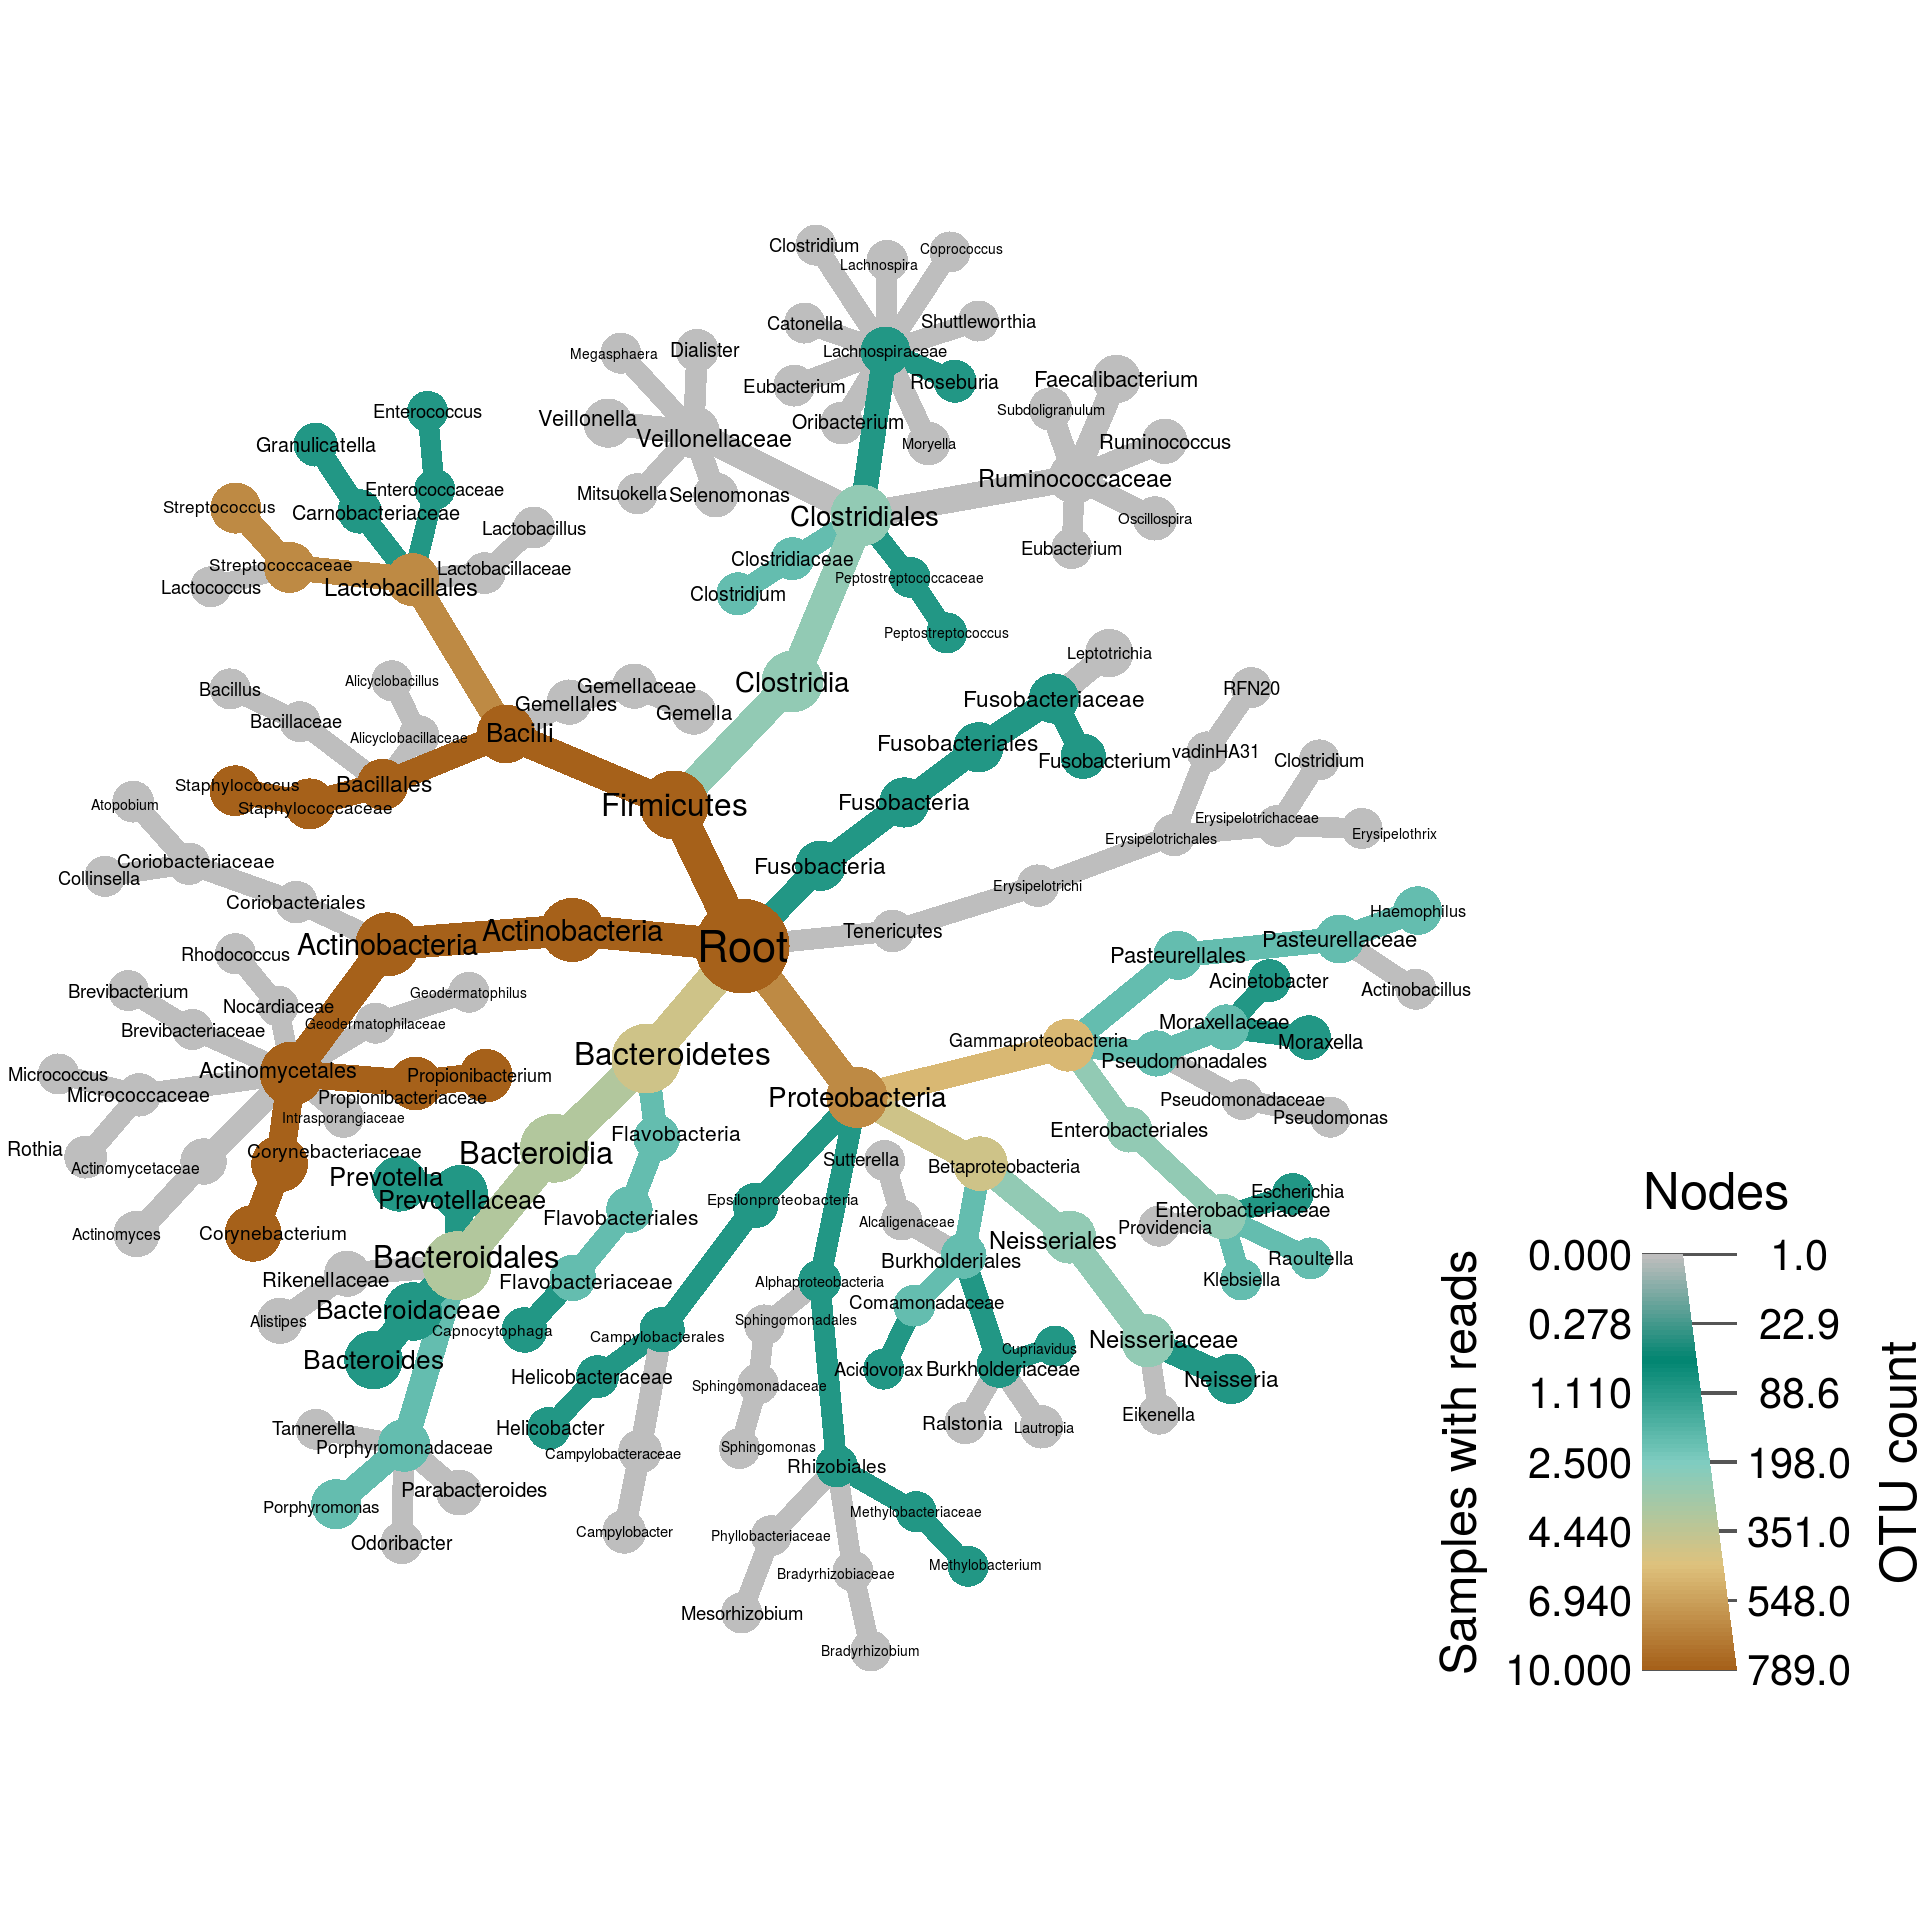 Clostridium
Lachnospira
Coprococcus
Catonella
Shuttleworthia
Megasphaera
Dialister
Lachnospiraceae
Eubacterium
Roseburia
Faecalibacterium
Subdoligranulum
Enterococcus
Veillonella
Oribacterium
Granulicatella
Veillonellaceae
Moryella
Ruminococcus
Ruminococcaceae
Enterococcaceae
Mitsuokella
Selenomonas
Streptococcus
Carnobacteriaceae
Clostridiales
Oscillospira
Lactobacillus
Eubacterium
Streptococcaceae
Lactobacillaceae
Clostridiaceae
Peptostreptococcaceae
Lactococcus
Lactobacillales
Clostridium
Peptostreptococcus
Leptotrichia
Alicyclobacillus
Bacillus
Gemellaceae
Clostridia
RFN20
Gemellales
Gemella
Fusobacteriaceae
Bacillaceae
Bacilli
Alicyclobacillaceae
Fusobacteriales
vadinHA31
Fusobacterium
Clostridium
Staphylococcus
Bacillales
Atopobium
Staphylococcaceae
Firmicutes
Fusobacteria
Erysipelotrichaceae
Erysipelotrichales
Erysipelothrix
Coriobacteriaceae
Fusobacteria
Collinsella
Erysipelotrichi
Coriobacteriales
Haemophilus
Actinobacteria
Actinobacteria
Root
Tenericutes
Pasteurellaceae
Rhodococcus
Pasteurellales
Acinetobacter
Brevibacterium
Geodermatophilus
Actinobacillus
Nocardiaceae
Brevibacteriaceae
Geodermatophilaceae
Moraxellaceae
Bacteroidetes
Gammaproteobacteria
Moraxella
Pseudomonadales
Micrococcus
Actinomycetales
Propionibacterium
Micrococcaceae
Propionibacteriaceae
Proteobacteria
Pseudomonadaceae
Intrasporangiaceae
Pseudomonas
Flavobacteria
Enterobacteriales
Rothia
Corynebacteriaceae
Bacteroidia
Sutterella
Betaproteobacteria
Actinomycetaceae
Prevotella
Prevotellaceae
Epsilonproteobacteria
Escherichia
Enterobacteriaceae
Actinomyces
Corynebacterium
Flavobacteriales
Alcaligenaceae
Providencia
Neisseriales
Bacteroidales
Burkholderiales
Raoultella
Rikenellaceae
Flavobacteriaceae
Alphaproteobacteria
Klebsiella
Bacteroidaceae
Comamonadaceae
Alistipes
Capnocytophaga
Campylobacterales
Sphingomonadales
Neisseriaceae
Cupriavidus
Bacteroides
Helicobacteraceae
Acidovorax
Burkholderiaceae
Neisseria
Sphingomonadaceae
Tannerella
Helicobacter
Ralstonia
Lautropia
Eikenella
Porphyromonadaceae
Campylobacteraceae
Sphingomonas
Rhizobiales
Parabacteroides
Porphyromonas
Methylobacteriaceae
Odoribacter
Campylobacter
Phyllobacteriaceae
Bradyrhizobiaceae
Methylobacterium
Mesorhizobium
Bradyrhizobium
Nodes
Samples with reads
OTU count
0.000 1.0
0.278 22.9
1.110 88.6
2.500 198.0
4.440 351.0
6.940 548.0
10.000 789.0